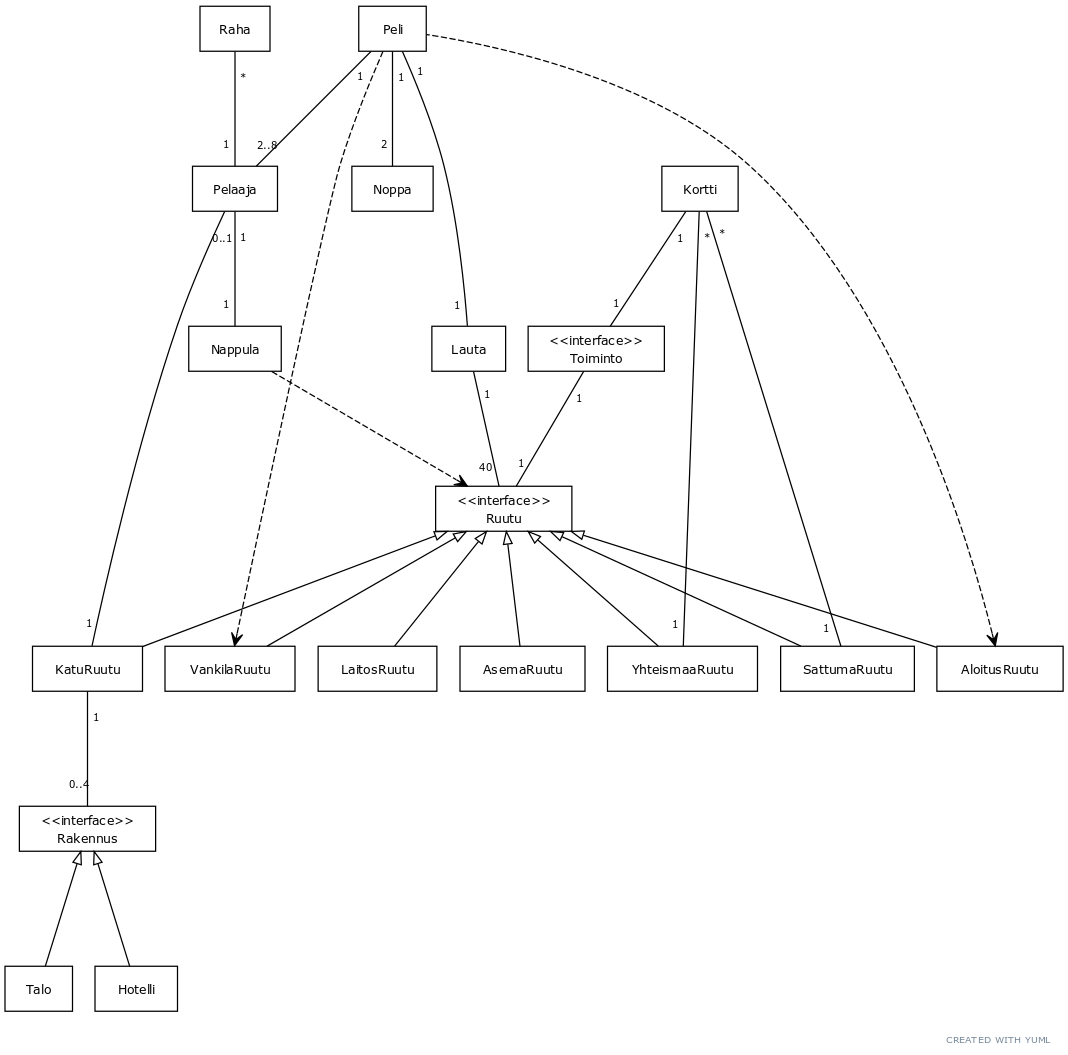 Raha
Peli
*
1
1
1
1
2..8
2
Pelaaja
Noppa
Kortti
0..1
1
1
*
*
1
1
1
Nappula
Lauta
<<interface>>
Toiminto
1
1
40
1
<<interface>>
Ruutu
1
1
1
KatuRuutu
VankilaRuutu
LaitosRuutu
AsemaRuutu
YhteismaaRuutu
SattumaRuutu
AloitusRuutu
1
0..4
<<interface>>
Rakennus
Talo
Hotelli
CREATED WITH YUML